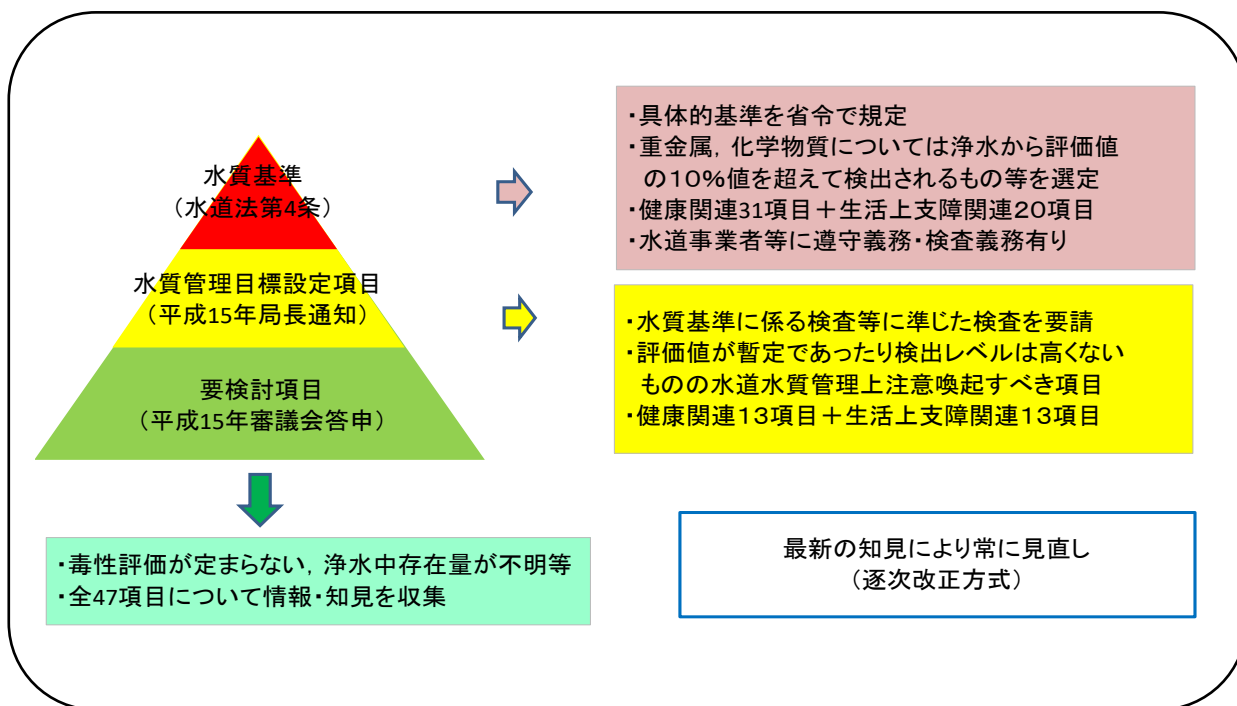 水質基準
（水道法第4条）
・具体的基準を省令で規定
・重金属，化学物質については浄水から評価値
の１０％値を超えて検出されるもの等を選定
・健康関連31項目＋生活上支障関連２０項目
・水道事業者等に遵守義務・検査義務有り
水質管理目標設定項目
（平成15年局長通知）
・水質基準に係る検査等に準じた検査を要請
・評価値が暫定であったり検出レベルは高くない
ものの水道水質管理上注意喚起すべき項目
・健康関連１３項目＋生活上支障関連１３項目
要検討項目
（平成15年審議会答申）
・毒性評価が定まらない，浄水中存在量が不明等
・全47項目について情報・知見を収集
最新の知見により常に見直し
（逐次改正方式）